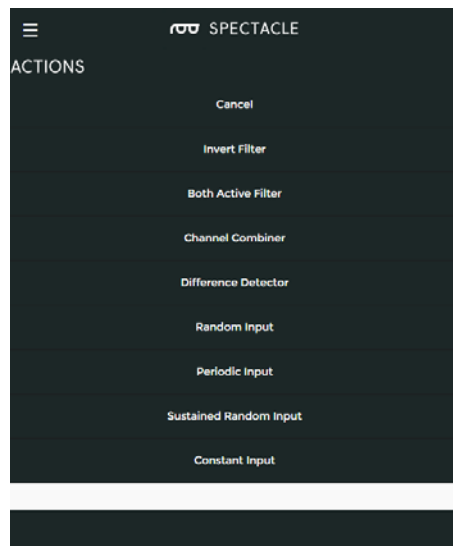 SPECTACLE
ACTIONS
Cancel
Invert Filter
Both Active Filter
Channel Combiner
Difference Detector
Random Input
Periodic Input
Sustained Random Input
Constant Input